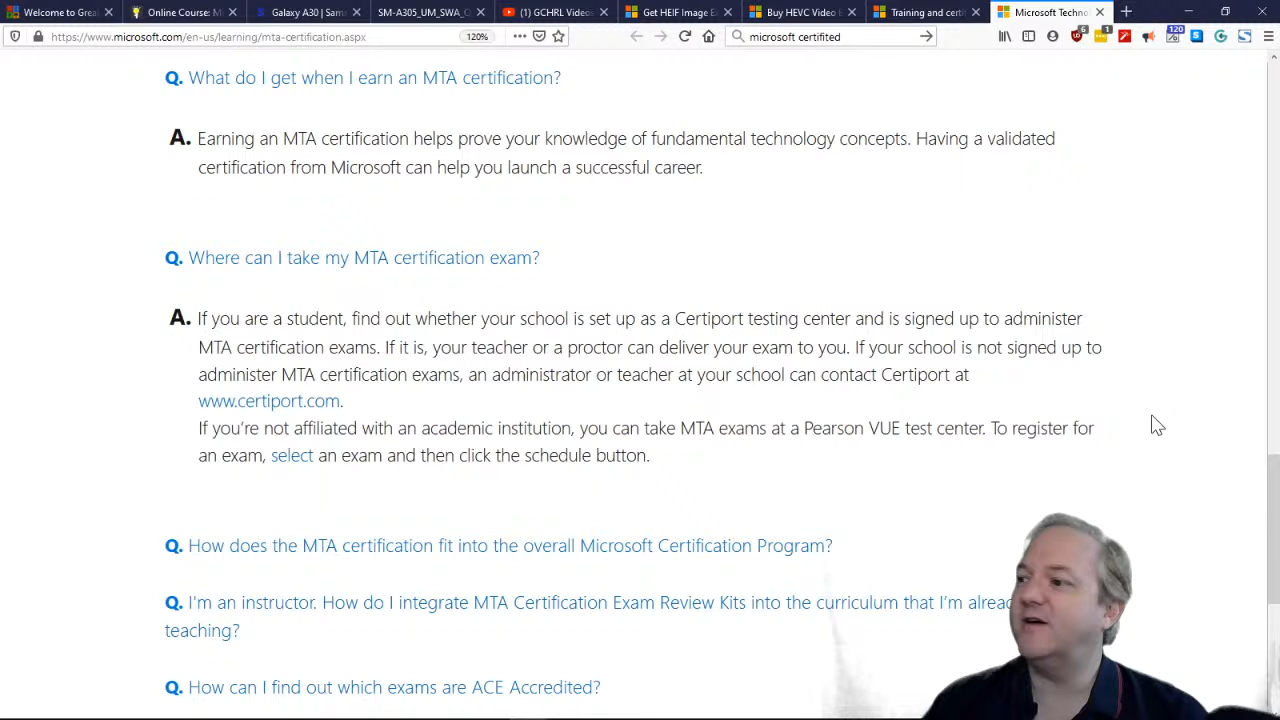 Welcome to Grea
Online Course: M
Galaxy A30 | Sam
SM-A305_UM_SWA_
(1) GCHRL Videos
Get HEIF Image E
Buy HEVC Video E
Training and certi
Microsoft Techno
https://www.microsoft.com/en-us/learning/mta-certification.aspx
120%
microsoft certifited
6
1
120
Q. What do I get when I earn an MTA certification?
A. Earning an MTA certification helps prove your knowledge of fundamental technology concepts. Having a validated
certification from Microsoft can help you launch a successful career.
Q. Where can I take my MTA certification exam?
A. If you are a student, find out whether your school is set up as a Certiport testing center and is signed up to administer
MTA certification exams. If it is, your teacher or a proctor can deliver your exam to you. If your school is not signed up to
administer MTA certification exams, an administrator or teacher at your school can contact Certiport at
www.certiport.com.
If you’re not affiliated with an academic institution, you can take MTA exams at a Pearson VUE test center. To register for
an exam, select an exam and then click the schedule button.
Q. How does the MTA certification fit into the overall Microsoft Certification Program?
Q. I'm an instructor. How do I integrate MTA Certification Exam Review Kits into the curriculum that I’m alread
teaching?
Q. How can I find out which exams are ACE Accredited?